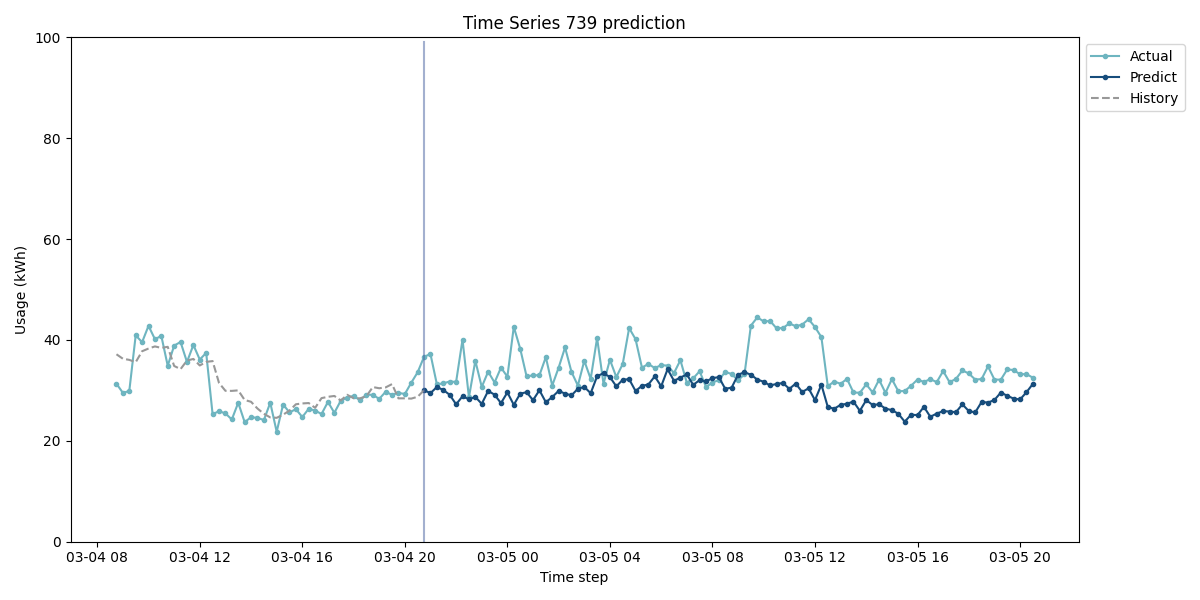 Time Series 739 prediction
100
80
60
40
20
0
Usage (kWh)
03-04 08 03-04 12 03-04 16 03-04 20 03-05 00 03-05 04 03-05 08 03-05 12 03-05 16 03-05 20
Time step
Actual
Predict
History